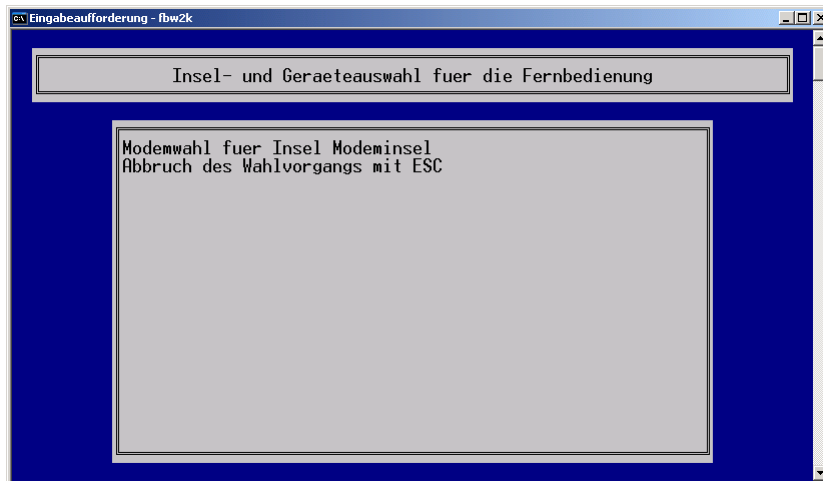 Eingabeaufforderung - fbw2k
Insel- und Geraeteauswahl fuer die Fernbedienung
Modemwahl fuer Insel Modeminsel
Abbruch des Wahlvorgangs mit ESC